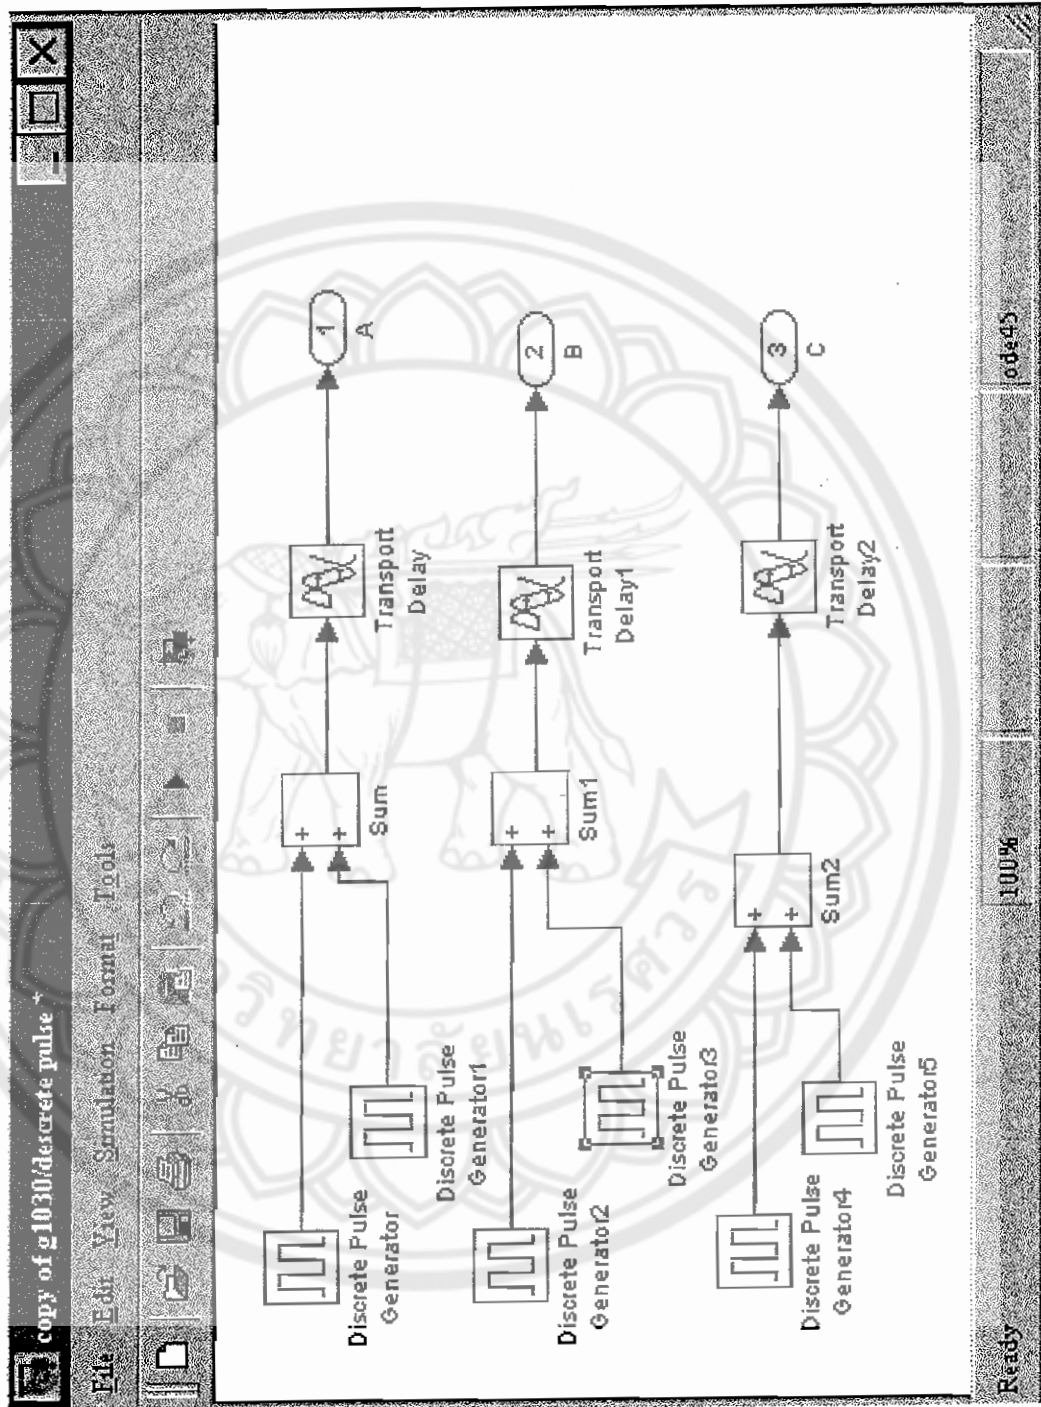 copy of g1030/descrete pulse *
File Edit View Simulation Format Tools
Discrete Pulse
Generator
Discrete Pulse
Generator1
+
+
Sum
Transport
Delay
1
A
Discrete Pulse
Generator2
Discrete Pulse
Generator3
+
+
Sum1
Transport
Delay1
2
B
Discrete Pulse
Generator4
Discrete Pulse
Generator5
+
+
Sum2
Transport
Delay2
3
C
Ready 100% ode45